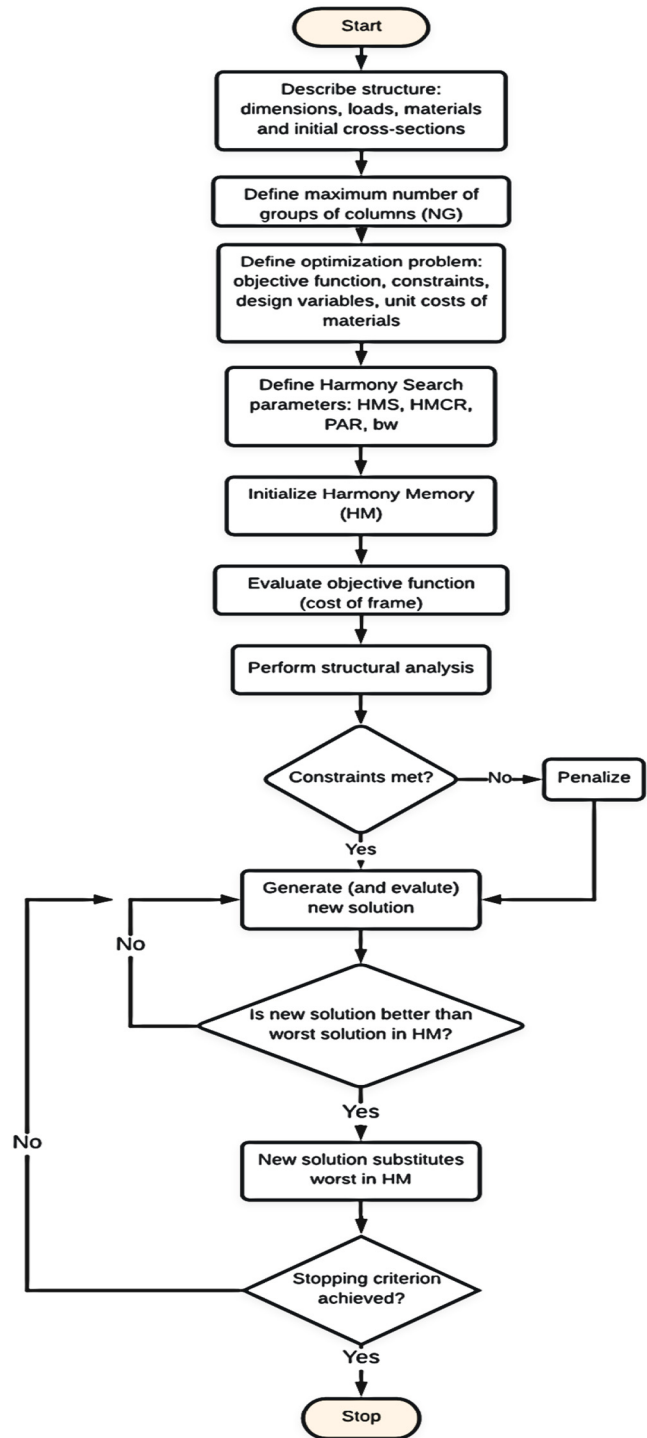 Start
Describe structure:
dimensions, loads, materials
and initial cross-sections
Define maximum number of
groups of columns (NG)
Define optimization problem:
objective function, constraints,
design variables, unit costs of
materials
Define Harmony Search
parameters: HMS, HMCR,
PAR, bw
Initialize Harmony Memory
(HM)
Evaluate objective function
(cost of frame)
Perform structural analysis
Constraints met?
No
Penalize
Yes
Generate (and evalute)
new solution
No
Is new solution better than
worst solution in HM?
Yes
No
New solution substitutes
worst in HM
Stopping criterion
achieved?
Yes
Stop